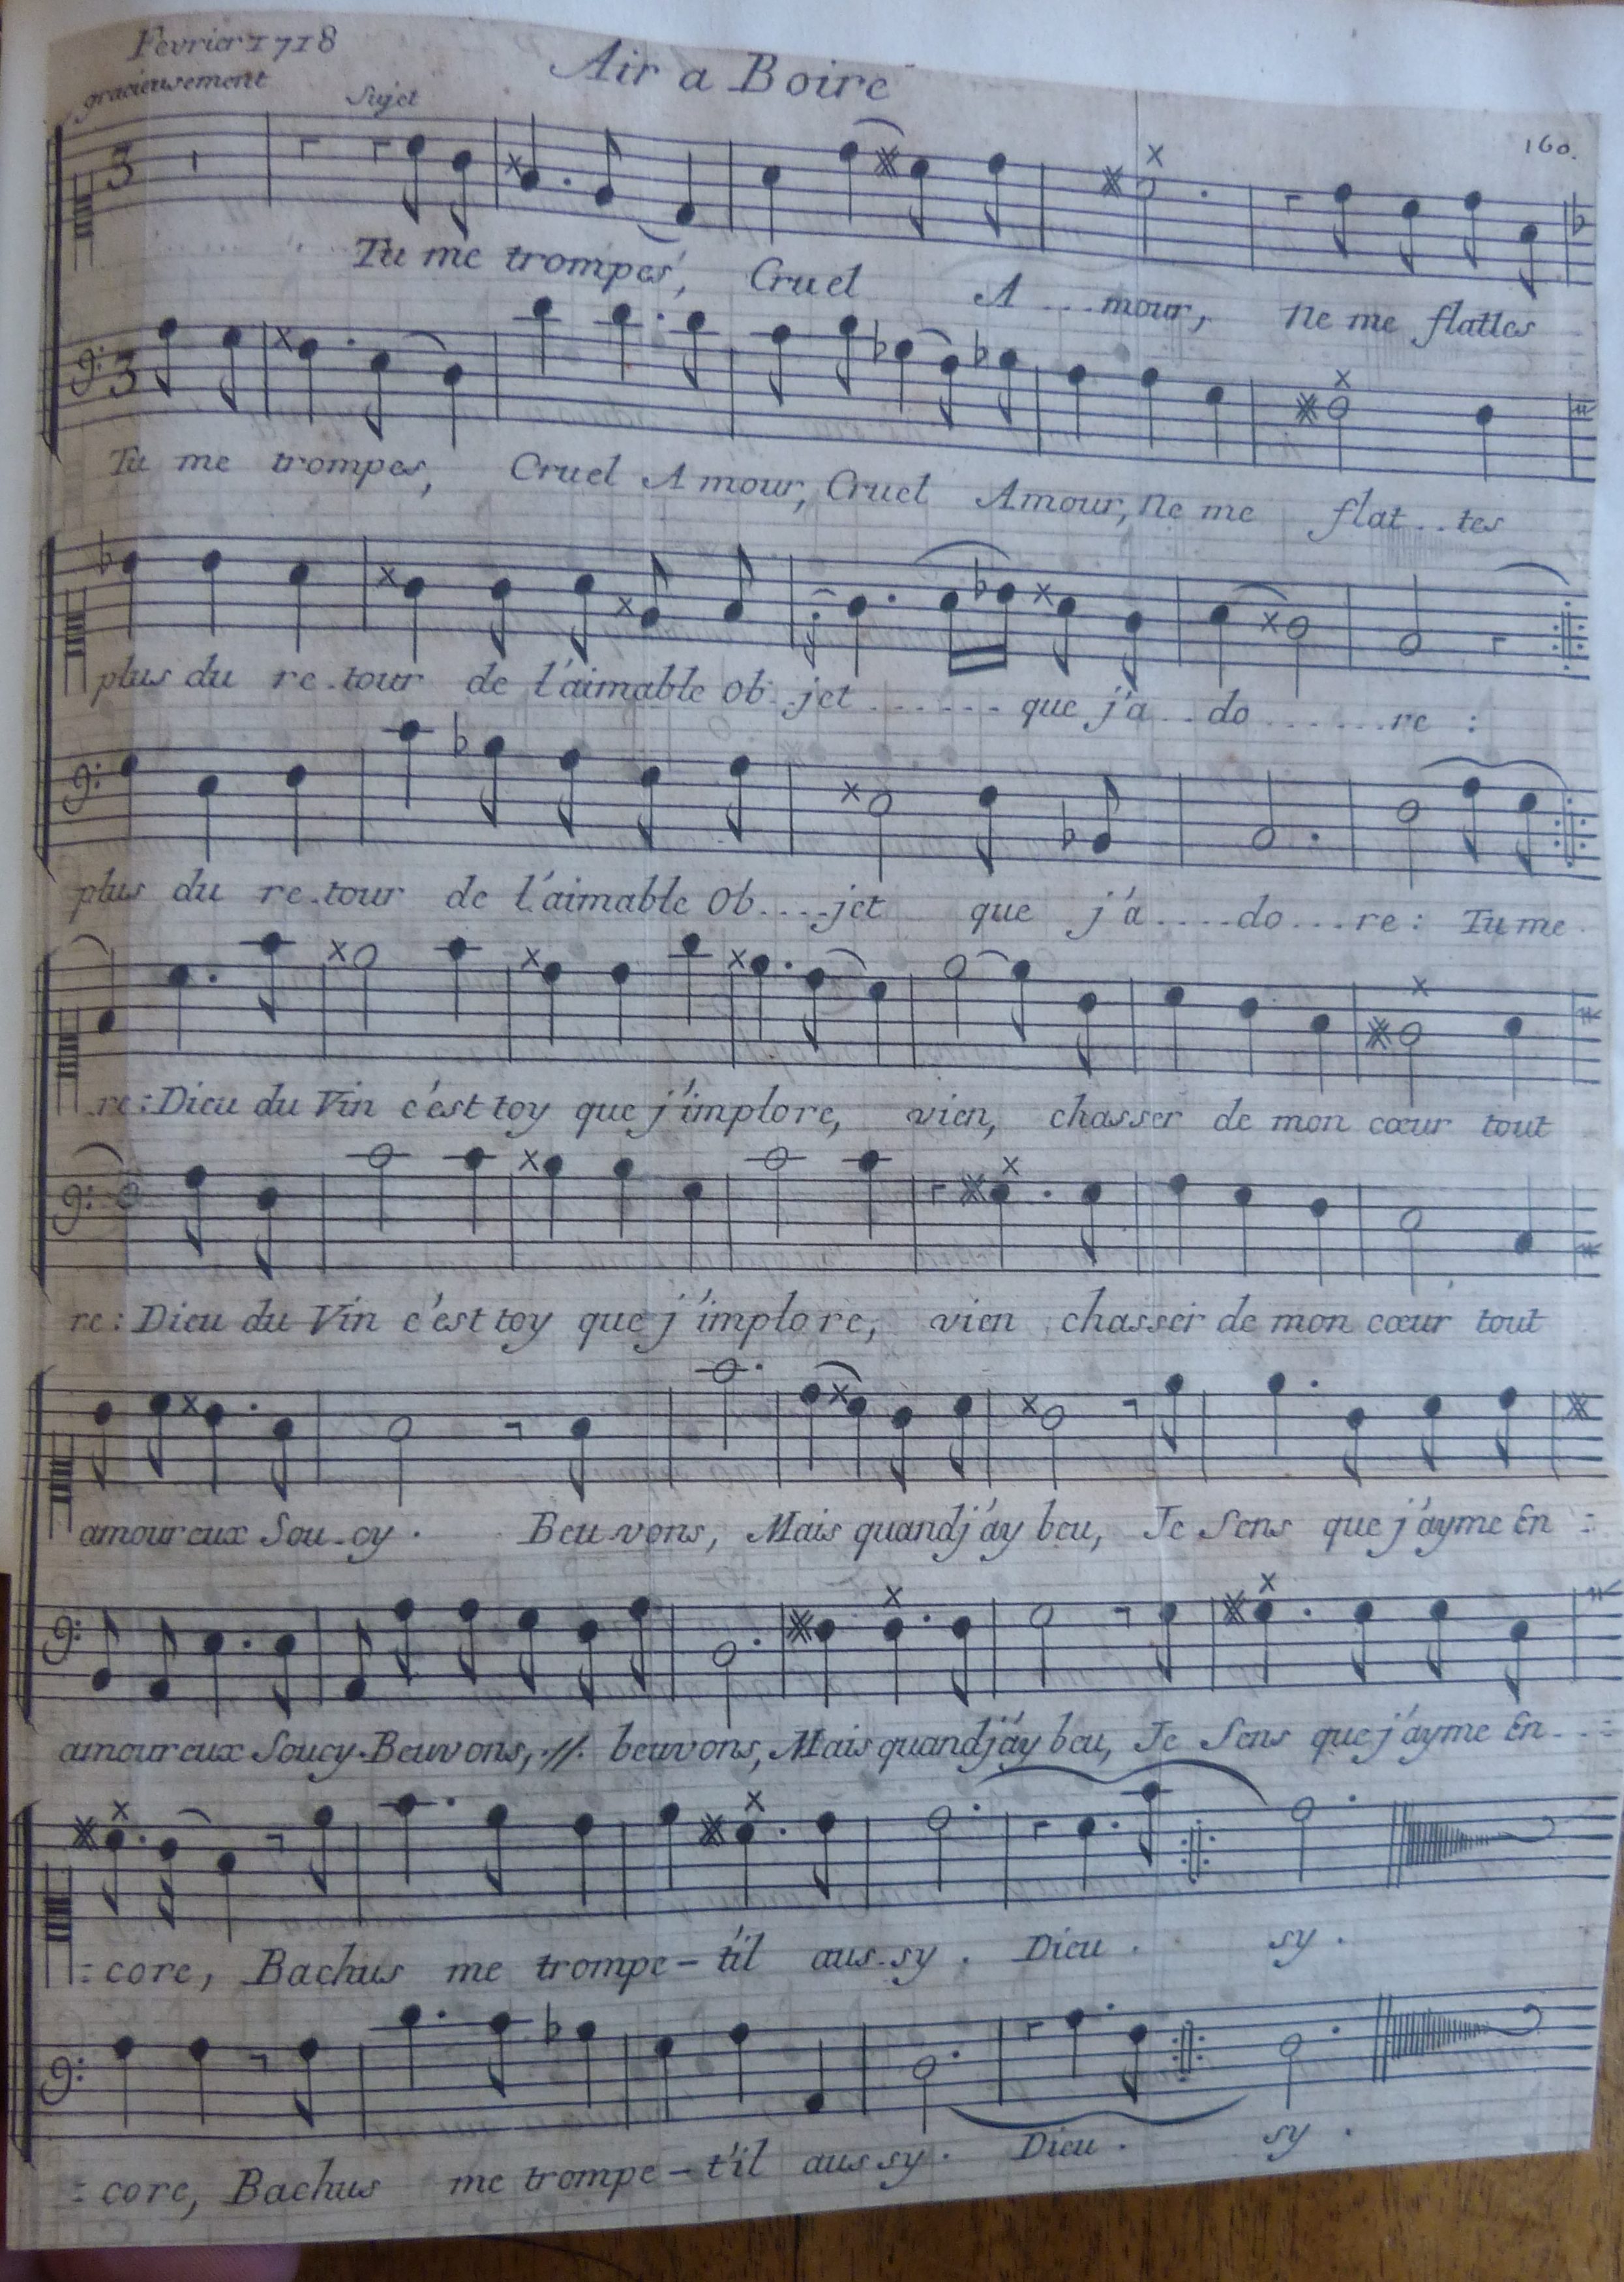 Fevrier 1718
Air a Boire
gracieusement
Sujet
160.
3
Tu me trompes, Cruel A...mour, Ne me flattes
3
Tu me trompes, Cruel Amour, Cruel Amour, Ne me flat..tes
plus du re.tour de l'aimable ob..jet ....... que j'a..do......re :
plus du re.tour de l'aimable ob....jet que j'a....do...re : Tu me
re : Dieu du Vin c'est toy que j'implore, vien, chasser de mon cœur tout
re : Dieu du Vin c'est toy que j'implore, vien chasser de mon cœur tout
amoureux Sou-cy . Beuvons, Mais quand j'ay beu, Je Sens que j'ayme En :
amoureux Soucy . Beuvons, .//. beuvons, Mais quand j'ay beu, Je Sens que j'ayme En...:
: core, Bachus me trompe-t'il aus-sy . Dieu . sy .
: core, Bachus me trompe-t'il aussy . Dieu . sy .